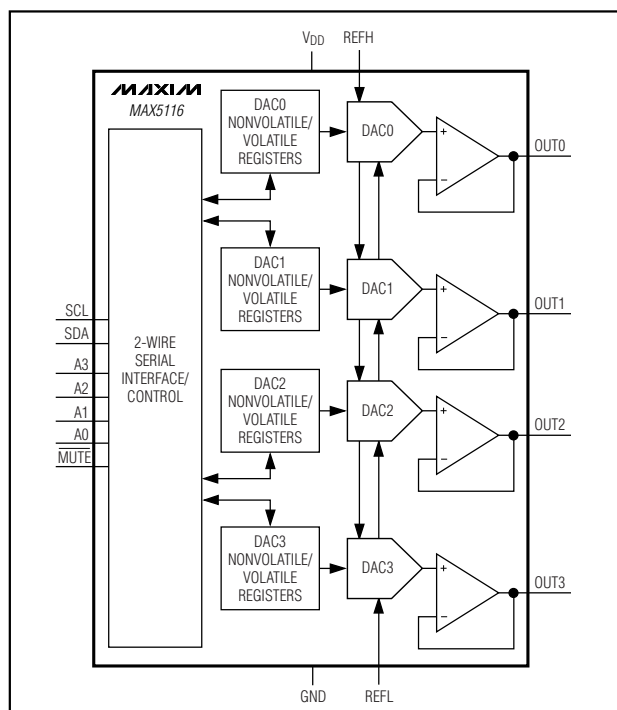 VDD
REFH
MAXIM
MAX5116
DAC0
NONVOLATILE/
VOLATILE
REGISTERS
DAC0
+
−
OUT0
DAC1
NONVOLATILE/
VOLATILE
REGISTERS
DAC1
+
−
OUT1
SCL
SDA
A3
A2
A1
A0
MUTE
2-WIRE
SERIAL
INTERFACE/
CONTROL
DAC2
NONVOLATILE/
VOLATILE
REGISTERS
DAC2
+
−
OUT2
DAC3
NONVOLATILE/
VOLATILE
REGISTERS
DAC3
+
−
OUT3
GND
REFL